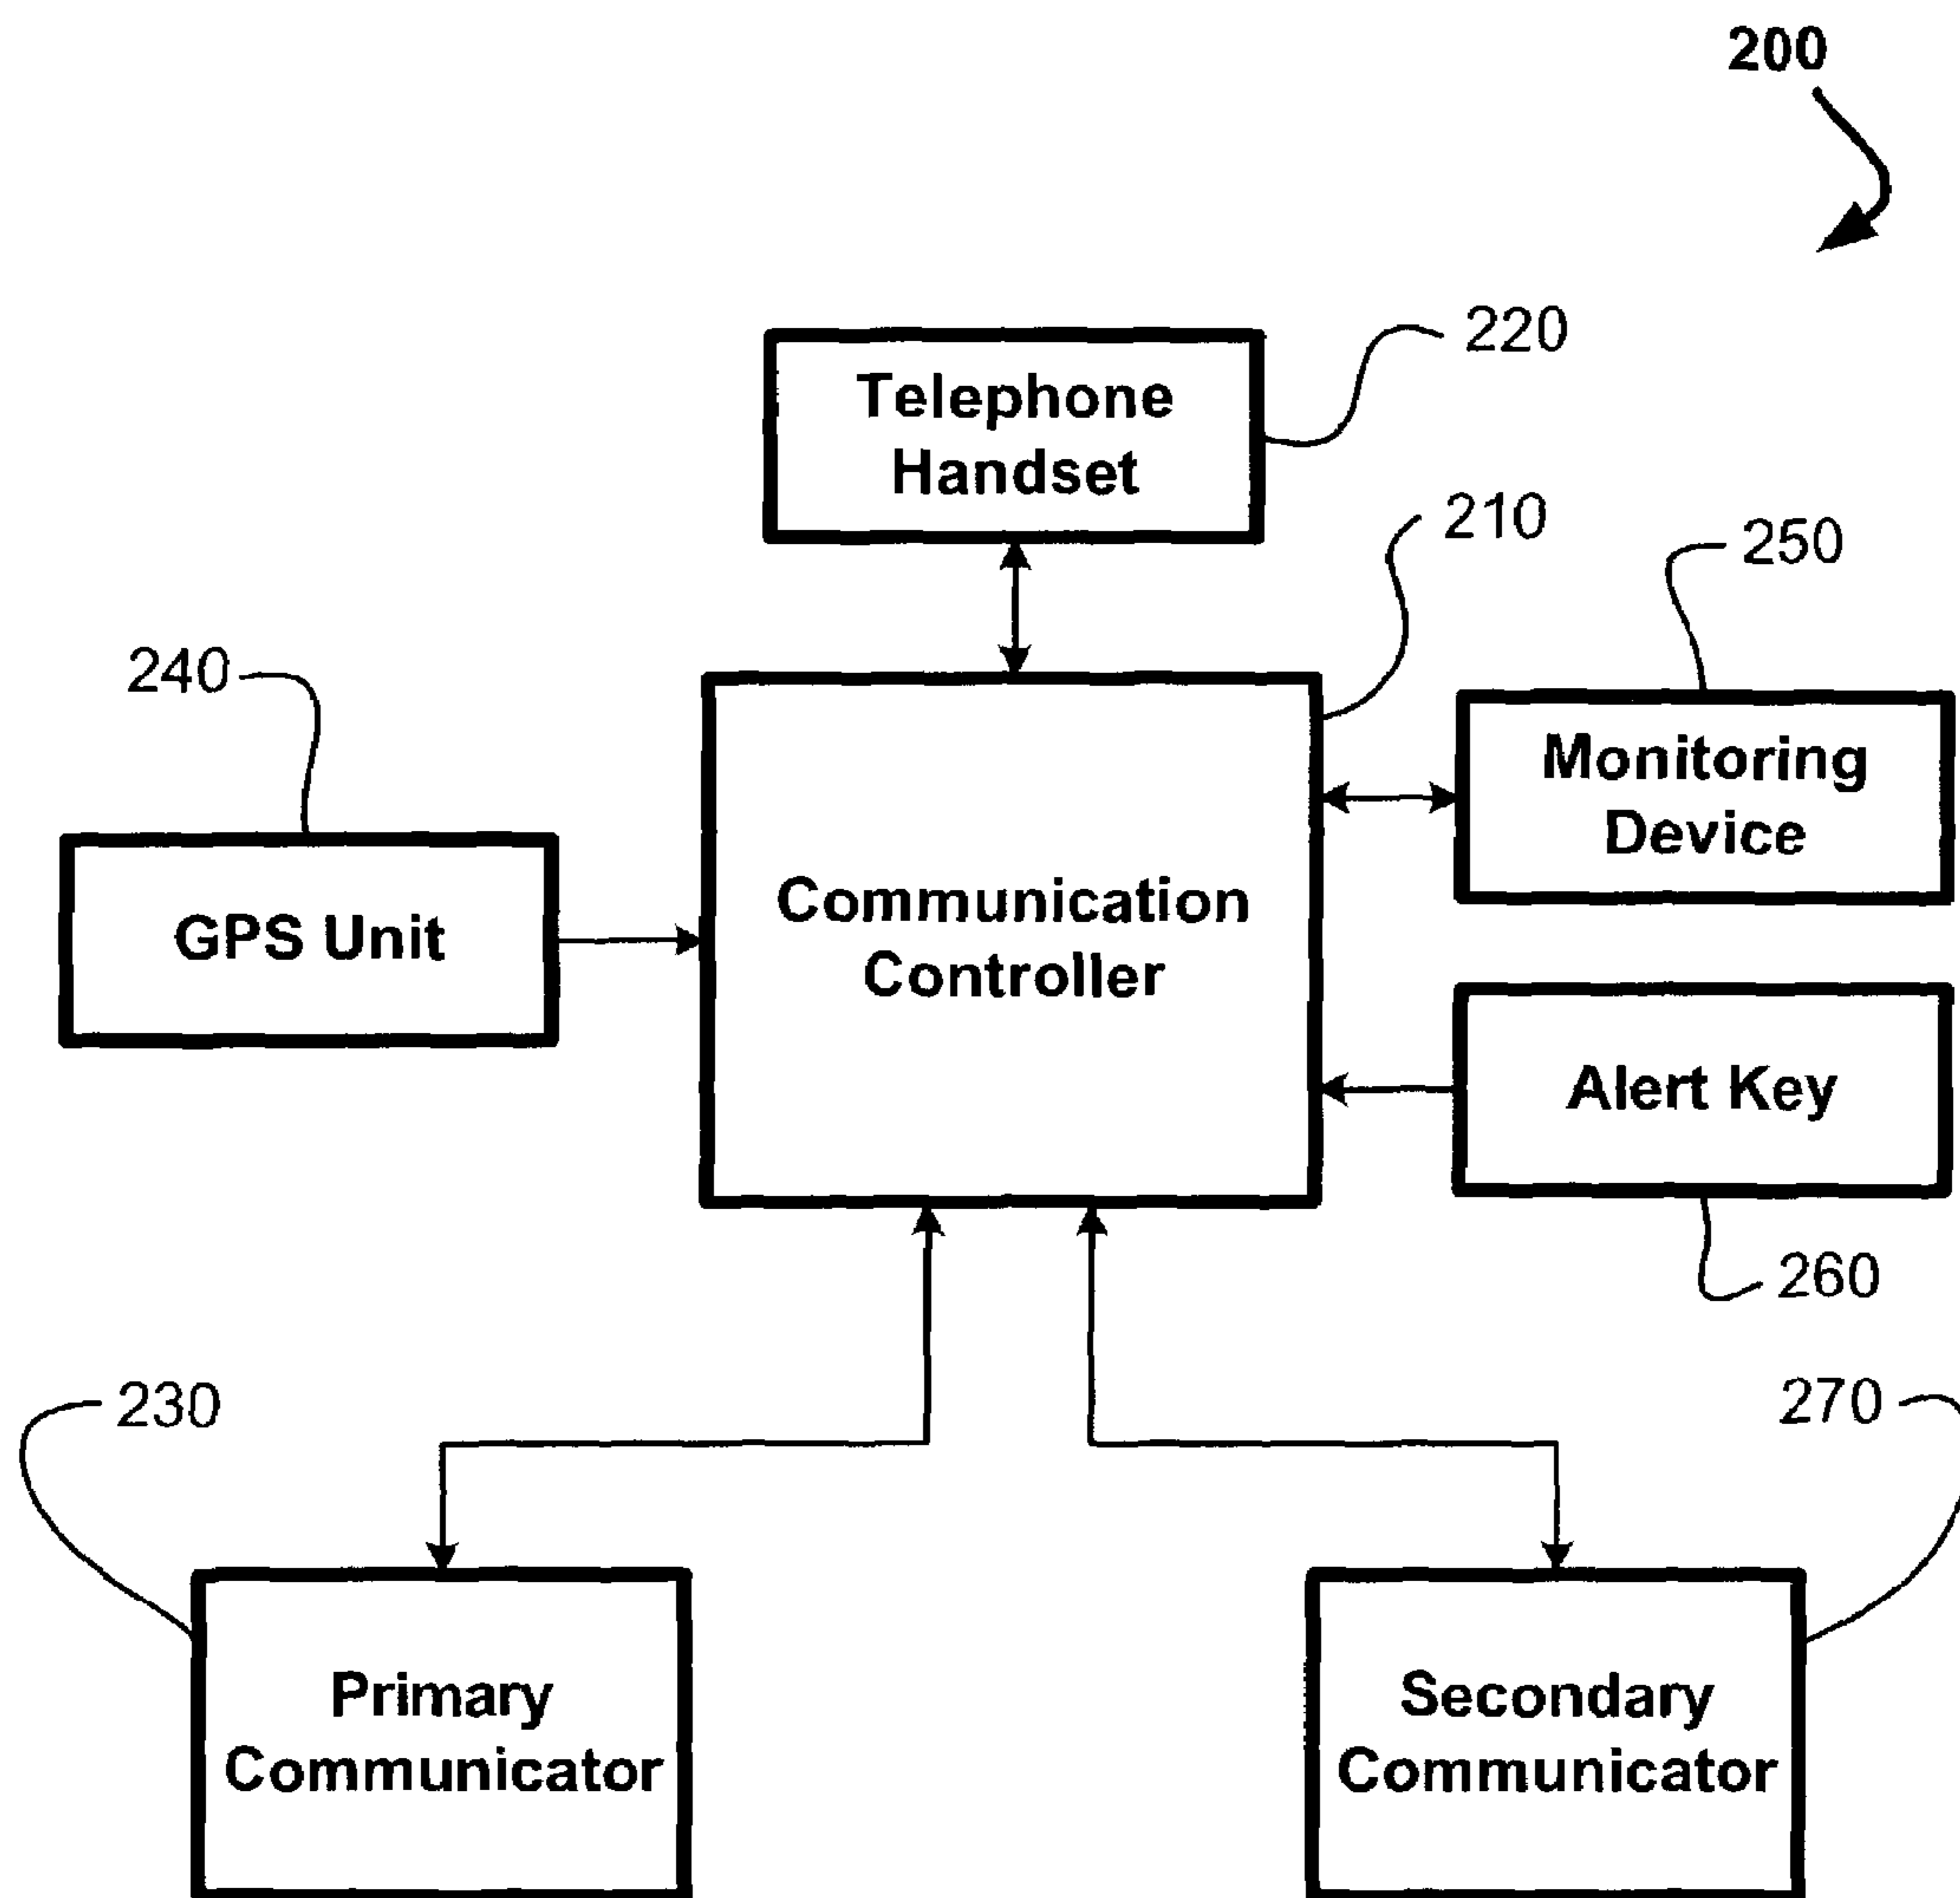 200
220
Telephone
Handset
210
250
240
Monitoring
Device
Communication
Controller
GPS Unit
Alert Key
260
230
270
Primary
Communicator
Secondary
Communicator